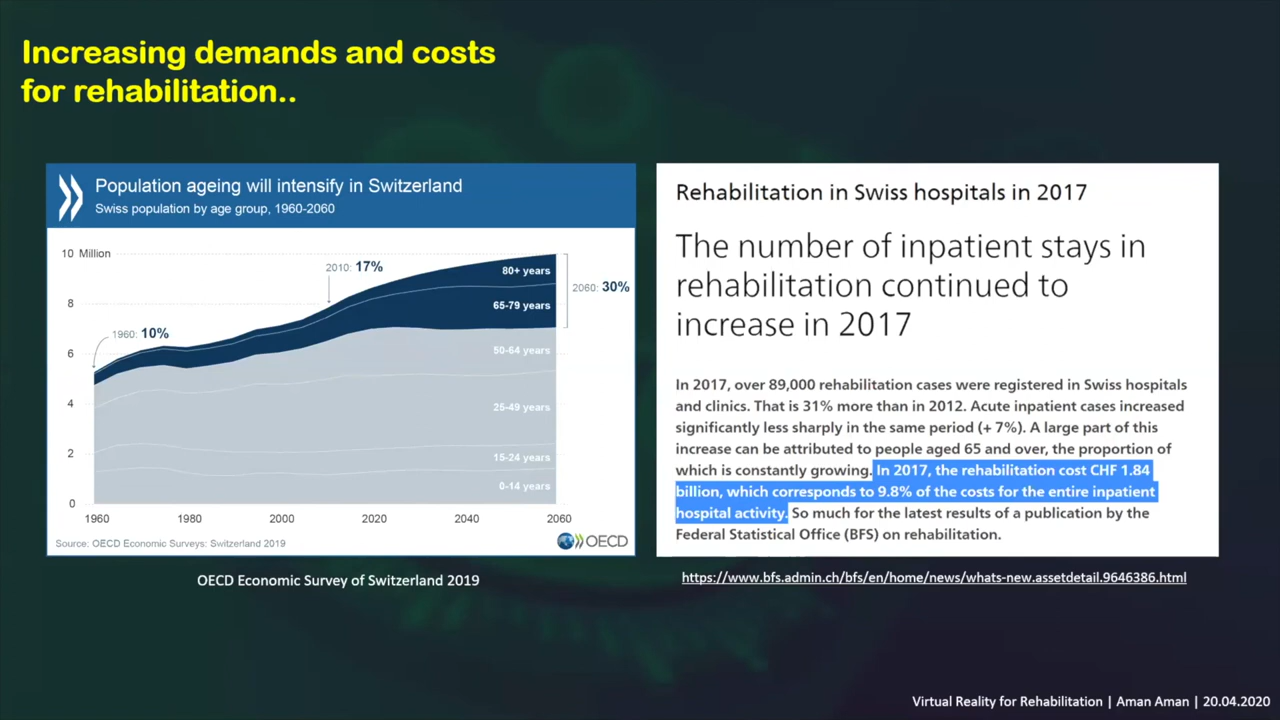 Increasing demands and costs
for rehabilitation..
Population ageing will intensify in Switzerland
Swiss population by age group, 1960-2060
10 Million
8
6
4
2
0
1960: 10%
2010: 17%
2060: 30%
80+ years
65-79 years
50-64 years
25-49 years
15-24 years
0-14 years
1960 1980 2000 2020 2040 2060
Source: OECD Economic Surveys: Switzerland 2019
OECD
OECD Economic Survey of Switzerland 2019
Rehabilitation in Swiss hospitals in 2017
The number of inpatient stays in
rehabilitation continued to
increase in 2017
In 2017, over 89,000 rehabilitation cases were registered in Swiss hospitals
and clinics. That is 31% more than in 2012. Acute inpatient cases increased
significantly less sharply in the same period (+ 7%). A large part of this
increase can be attributed to people aged 65 and over, the proportion of
which is constantly growing. In 2017, the rehabilitation cost CHF 1.84
billion, which corresponds to 9.8% of the costs for the entire inpatient
hospital activity. So much for the latest results of a publication by the
Federal Statistical Office (BFS) on rehabilitation.
https://www.bfs.admin.ch/bfs/en/home/news/whats-new.assetdetail.9646386.html
Virtual Reality for Rehabilitation | Aman Aman | 20.04.2020